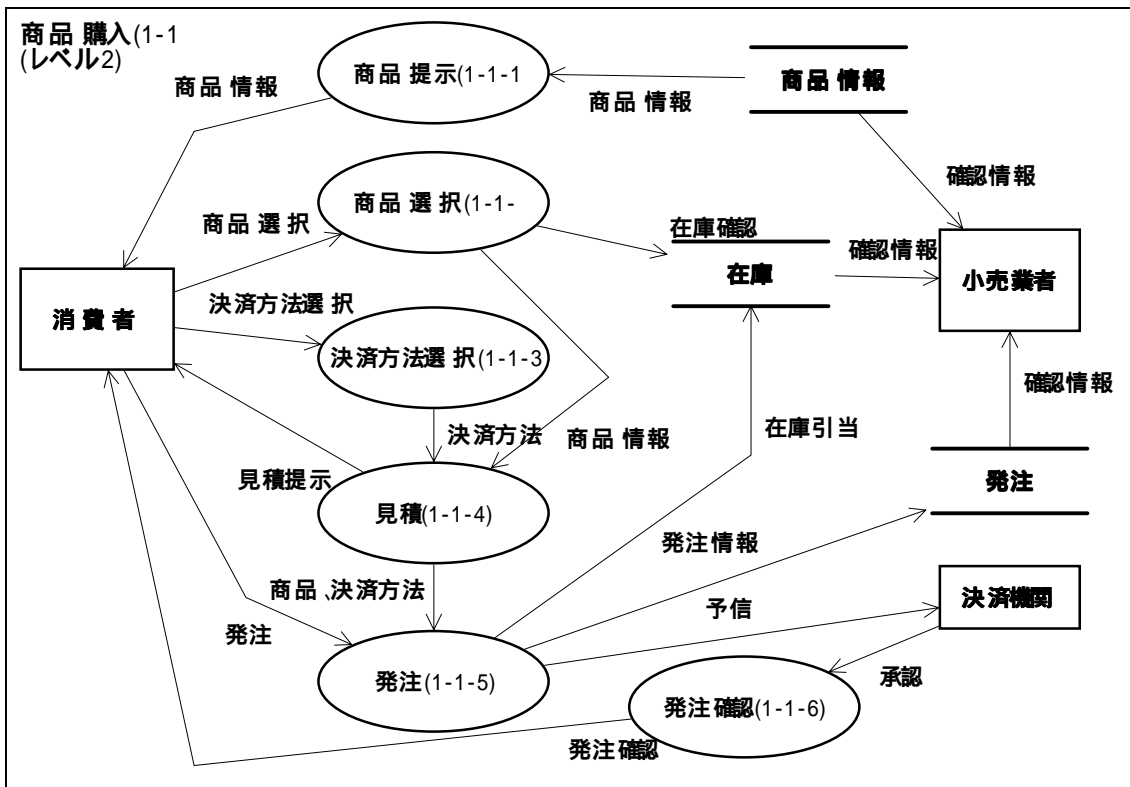 商品購入(1-1
(レベル2)
商品提示(1-1-1
商品情報
商品情報
商品情報
確認情報
商品選択(1-1-
商品選択
在庫確認
確認情報
在庫
小売業者
消費者
決済方法選択
決済方法選択(1-1-3
確認情報
決済方法
商品情報
在庫引当
見積提示
見積(1-1-4)
発注
発注情報
商品、決済方法
予信
決済機関
発注
発注(1-1-5)
承認
発注確認(1-1-6)
発注確認